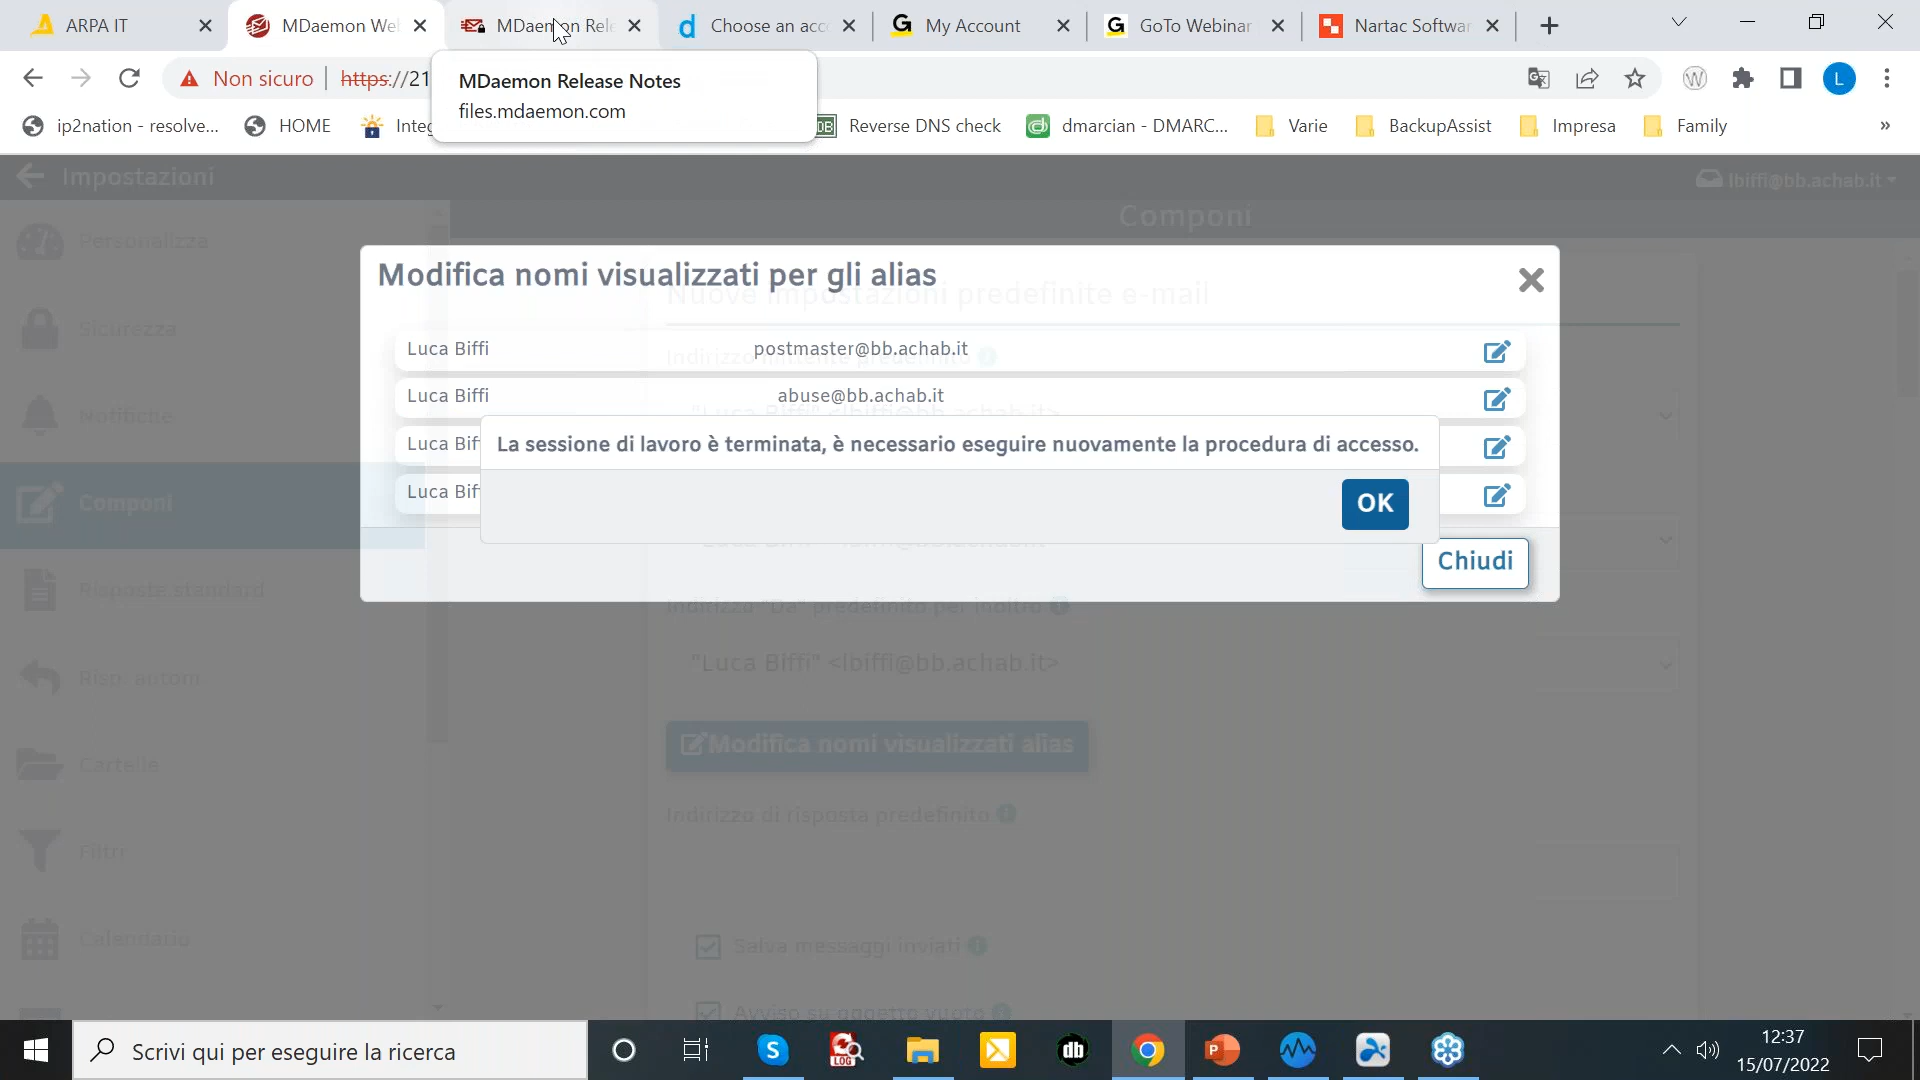 ARPA IT
MDaemon We
MDaemon Rele
Choose an acc
My Account
GoTo Webinar
Nartac Softwar
Non sicuro
https://21
MDaemon Release Notes
files.mdaemon.com
L
ip2nation - resolve...
HOME
Integ
Reverse DNS check
dmarcian - DMARC...
Varie
BackupAssist
Impresa
Family
»
Impostazioni
lbiffi@bb.achab.it
Componi
Personalizza
Sicurezza
Notifiche
Componi
Risposte standard
Risp. autom.
Cartelle
Filtri
Calendario
Modifica nomi visualizzati per gli alias
Nuove impostazioni predefinite e-mail
Luca Biffi
postmaster@bb.achab.it
Indirizzo mittente predefinito
Luca Biffi
abuse@bb.achab.it
"Luca Biffi" <lbiffi@bb.achab.it>
Luca Bif
Luca Bif
La sessione di lavoro è terminata, è necessario eseguire nuovamente la procedura di accesso.
OK
Chiudi
Indirizzo "Da" predefinito per inoltro
"Luca Biffi" <lbiffi@bb.achab.it>
Modifica nomi visualizzati alias
Indirizzo di risposta predefinito
Salva messaggi inviati
Avviso su oggetto vuoto
Scrivi qui per eseguire la ricerca
12:37
15/07/2022